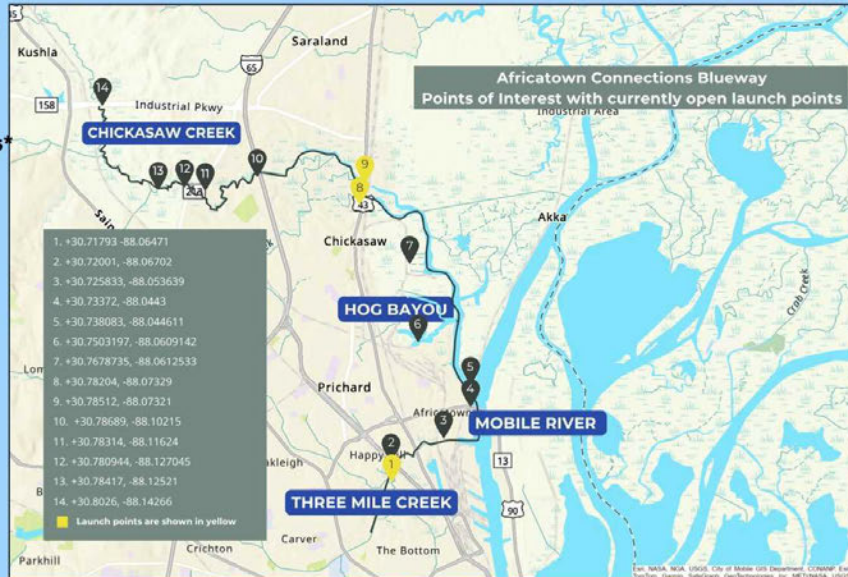 Africatown Connections Blueway
Points of Interest with currently open launch points
Kushla
Saraland
65
158
Industrial Pkwy
Industrial Area
14
CHICKASAW CREEK
13
12
11
10
9
8
43
Akka
Chickasaw
7
HOG BAYOU
6
Crab Creek
5
4
Prichard
3
MOBILE RIVER
2
1
13
THREE MILE CREEK
90
Carver
Crichton
The Bottom
Parkhill
1. +30.71793 -88.06471
2. +30.72001, -88.06702
3. +30.725833, -88.053639
4. +30.73372, -88.0443
5. +30.738083, -88.044611
6. +30.7503197, -88.0609142
7. +30.7678735, -88.0612533
8. +30.78204, -88.07329
9. +30.78512, -88.07321
10. +30.78689, -88.10215
11. +30.78314, -88.11624
12. +30.780944, -88.127045
13. +30.78417, -88.12521
14. +30.8026, -88.14266
Launch points are shown in yellow